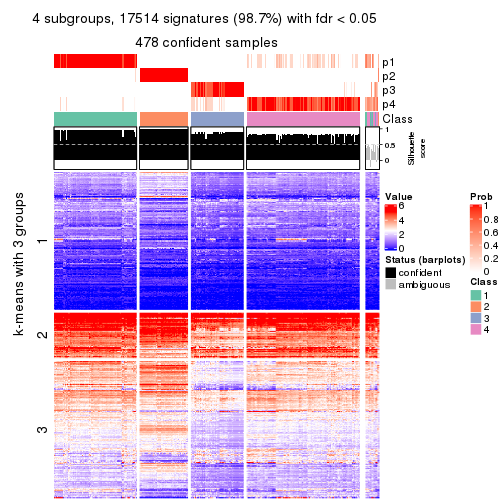 4 subgroups, 17514 signatures (98.7%) with fdr < 0.05
478 confident samples
p1
p2
p3
p4
Class
1
0.5
0
Silhouette
score
k-means with 3 groups
1
2
3
Value
6
4
2
0
Status (barplots)
confident
ambiguous
Prob
1
0.8
0.6
0.4
0.2
0
Class
1
2
3
4